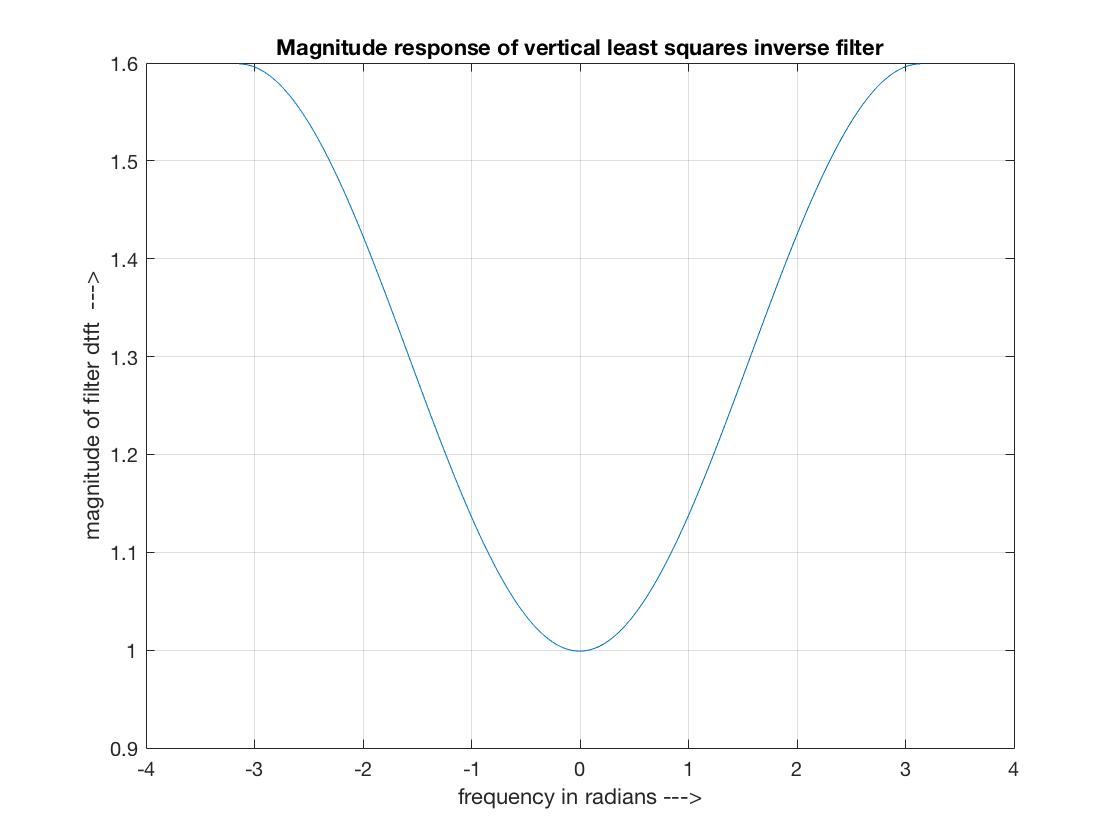 Magnitude response of vertical least squares inverse filter
1.6
1.5
1.4
1.3
1.2
1.1
1
0.9
magnitude of filter dtft --->
-4 -3 -2 -1 0 1 2 3 4
frequency in radians --->